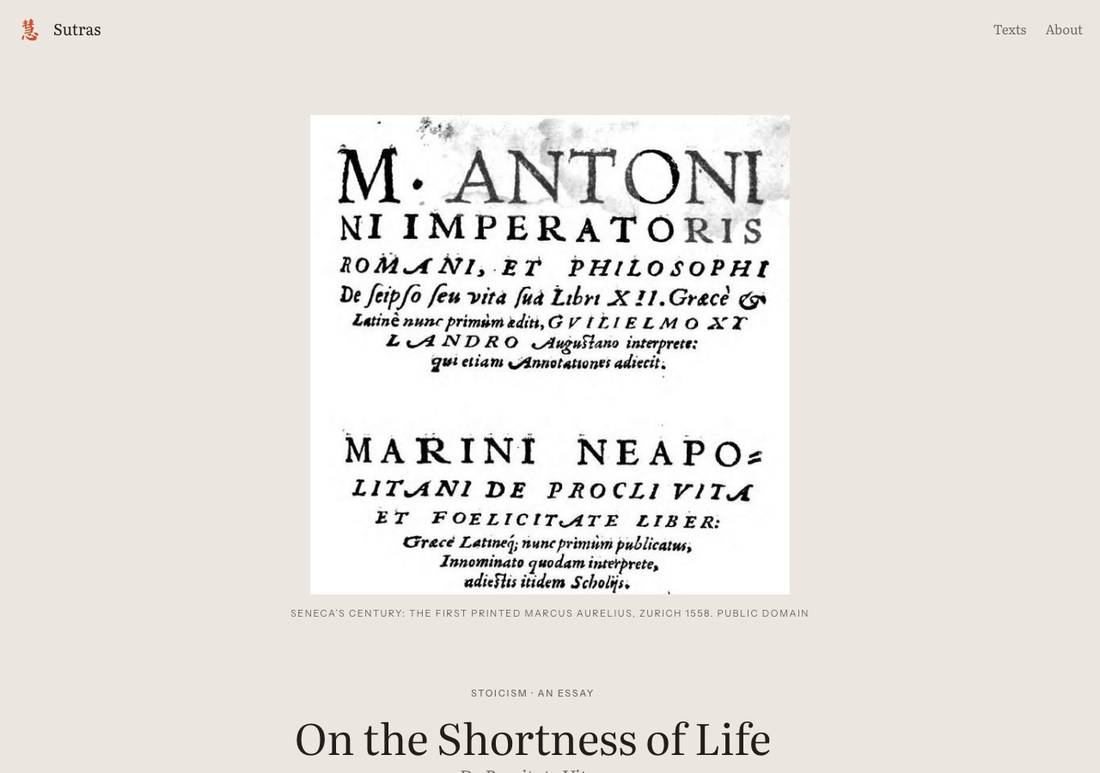 慧 Sutras
Texts About
M. ANTONI
NI IMPERATORIS
ROMANI, ET PHILOSOPHI
De ſeipſo ſeu vita ſua Libri XII. Græcè &
Latinè nunc primùm æditi, GVILIELMO XY
LANDRO Auguſtano interprete:
qui etiam Annotationes adiecit.
MARINI NEAPO=
LITANI DE PROCLI VITA
ET FOELICITATE LIBER:
Græcè Latineq́; nunc primùm publicatus,
Innominato quodam interprete,
adieſtis itidem Scholijs.
SENECA'S CENTURY: THE FIRST PRINTED MARCUS AURELIUS, ZURICH 1558. PUBLIC DOMAIN
STOICISM · AN ESSAY
On the Shortness of Life